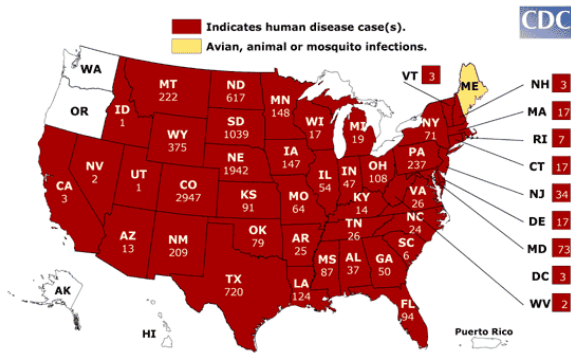 Indicates human disease case(s).
Avian, animal or mosquito infections.
CDC
WA
OR
MT
222
ID
1
WY
375
ND
617
SD
1039
NE
1942
MN
148
WI
17
MI
19
VT 3
ME
NH 3
MA 17
RI 7
CT 17
NJ 34
DE 17
MD 73
DC 3
WV 2
NY
71
PA
237
CA
3
NV
2
UT
1
CO
2947
KS
91
IA
147
MO
64
IL
54
IN
47
OH
108
KY
14
VA
26
NC
24
TN
26
SC
6
AZ
13
NM
209
OK
79
AR
25
TX
720
LA
124
MS
87
AL
37
GA
50
FL
94
AK
HI
Puerto Rico